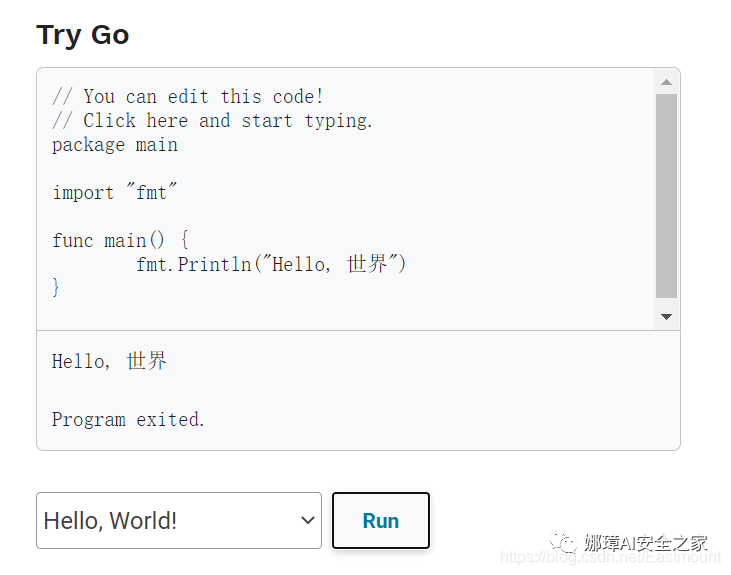 Try Go
// You can edit this code!
// Click here and start typing.
package main
import "fmt"
func main() {
fmt.Println("Hello, 世界")
}
Hello, 世界
Program exited.
Hello, World!
Run
娜璋AI安全之家
https://blog.csdn.net/Eastmount